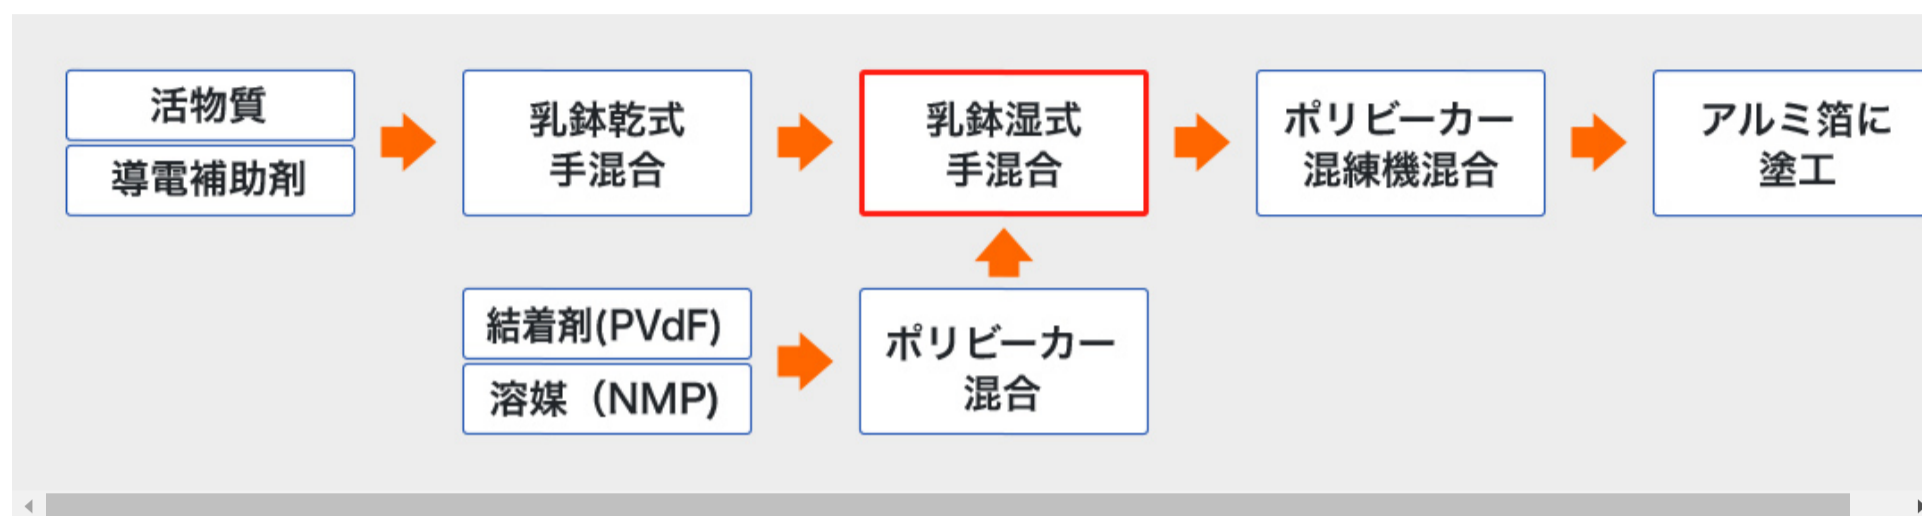 活物質
導電補助剤
乳鉢乾式
手混合
乳鉢湿式
手混合
ポリビーカー
混練機混合
アルミ箔に
塗工
結着剤(PVdF)
溶媒（NMP)
ポリビーカー
混合